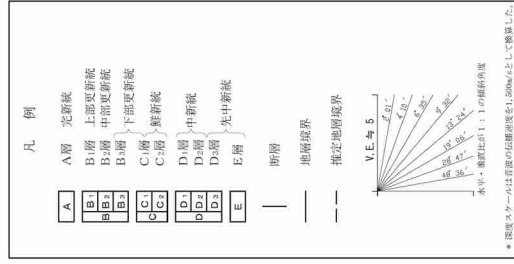 凡　例
A A層 完新統
B B1 B1層 上部更新統
B2 B2層 中部更新統
B3 B3層 下部更新統
C C1 C1層
C2 C2層 鮮新統
D D1 D1層 中新統
D2 D2層
D3 D3層 先中新統
E E層
断層
地層境界
推定地層境界
V.E.≒5
2° 01′
4° 10′
6° 35′
9° 30′
13° 24′
19° 06′
28° 47′
48° 36′
水平・垂直比が1:1の傾斜角度
* 深度スケールは音波の伝播速度を1,500m/sとして換算した。